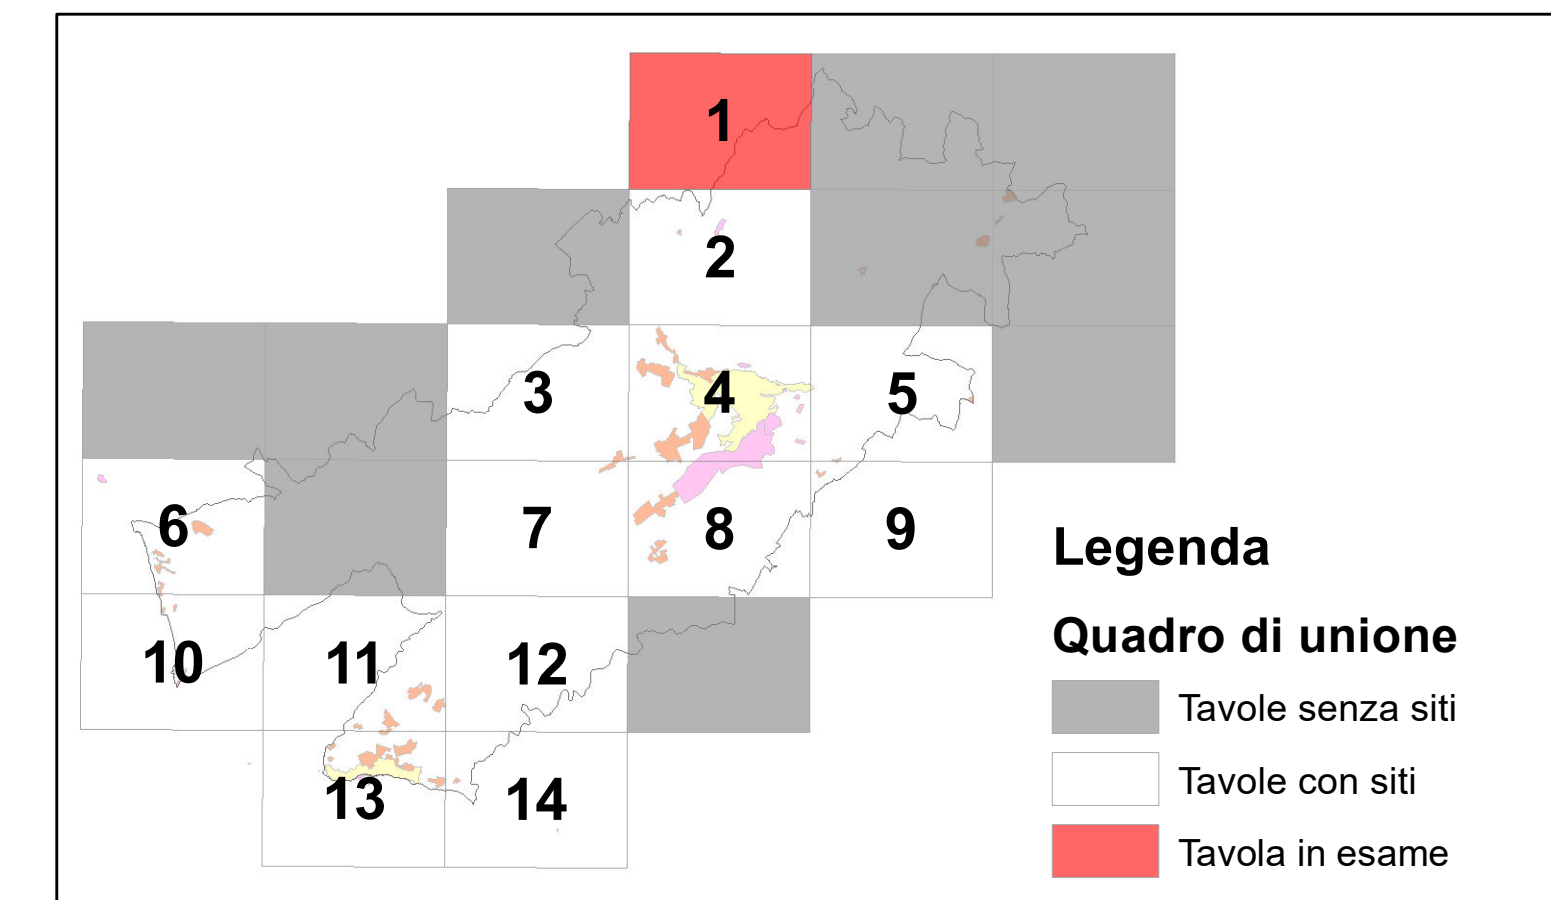 1
2
3
4
5
6
7
8
9
10
11
12
13
14
Legenda
Quadro di unione
Tavole senza siti
Tavole con siti
Tavola in esame